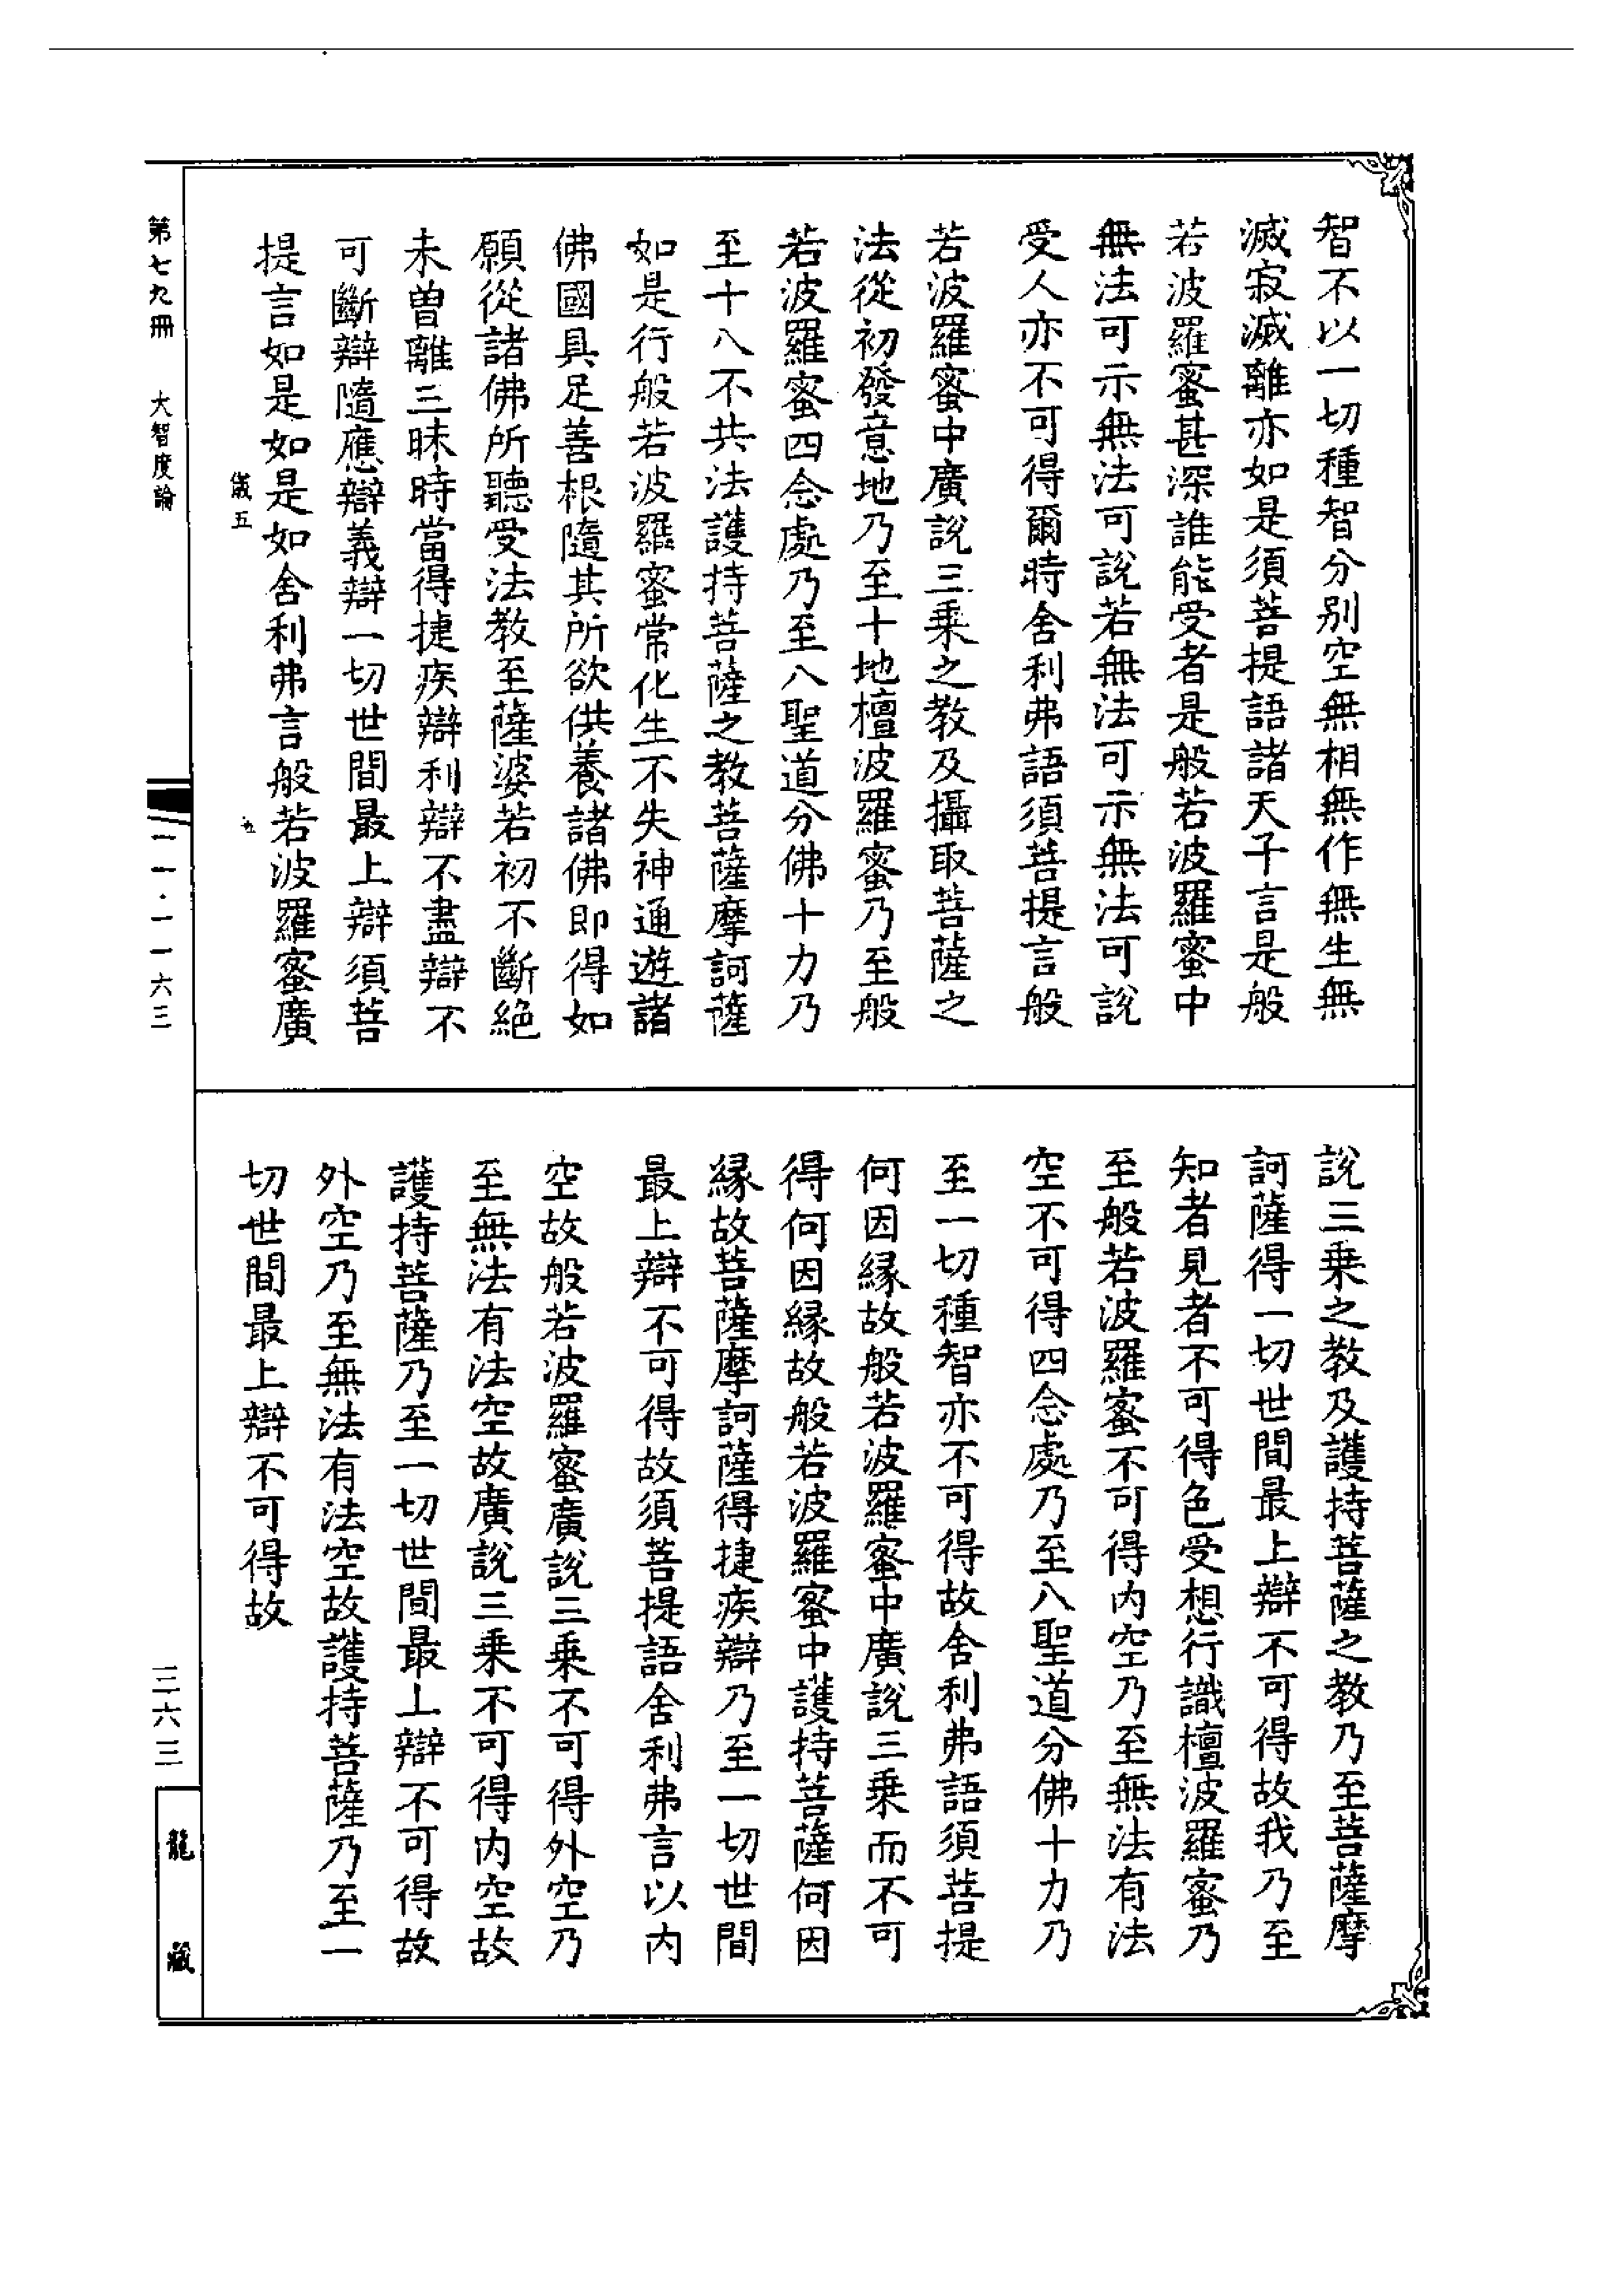 智不以一切種智分别空無相無作無生無
滅寂滅離亦如是須菩提語諸天子言是般
若波羅蜜甚深誰能受者是般若波羅蜜中
無法可示無法可說若無法可示無法可說
受人亦不可得爾時舍利弗語須菩提言般
若波羅蜜中廣說三乗之教及攝取菩薩之
法從初發意地乃至十地檀波羅蜜乃至般
若波羅蜜四念處乃至八聖道分佛十力乃
至十八不共法護持菩薩之教菩薩摩訶薩
如是行般若波羅蜜常化生不失神通遊諸
佛國具足善根隨其所欲供養諸佛即得如
願從諸佛所聽受法教至薩婆若初不斷絕
未曾離三昧時當得捷疾辯利辯不盡辯不
可斷辯隨應辯義辯一切世間最上辯須菩
提言如是如是如舍利弗言般若波羅蜜廣
說三乗之教及護持菩薩之教乃至菩薩摩
訶薩得一切世間最上辯不可得故我乃至
知者見者不可得色受想行識檀波羅蜜乃
至般若波羅蜜不可得内空乃至無法有法
空不可得四念處乃至八聖道分佛十力乃
至一切種智亦不可得故舍利弗語須菩提
何因縁故般若波羅蜜中廣說三乗而不可
得何因縁故般若波羅蜜中護持菩薩何因
縁故菩薩摩訶薩得捷疾辯乃至一切世間
最上辯不可得故須菩提語舍利弗言以内
空故般若波羅蜜廣說三乗不可得外空乃
至無法有法空故廣說三乗不可得内空故
護持菩薩乃至一切世間最上辯不可得故
外空乃至無法有法空故護持菩薩乃至一
切世間最上辯不可得故
儀五
五
第七九冊
大智度論
一一·一一六三
三六三
龍藏